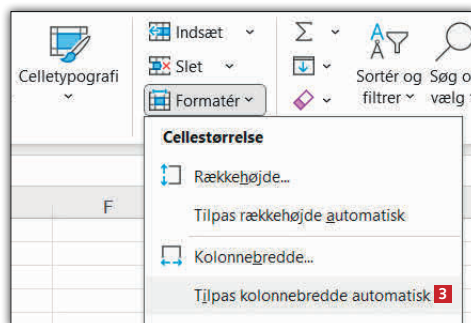 Celletypografi
Indsæt
Slet
Formatér
Sortér og
filtrer
Søg o
vælg
Cellestørrelse
Rækkehøjde...
Tilpas rækkehøjde automatisk
Kolonnebredde...
Tilpas kolonnebredde automatisk 3
F